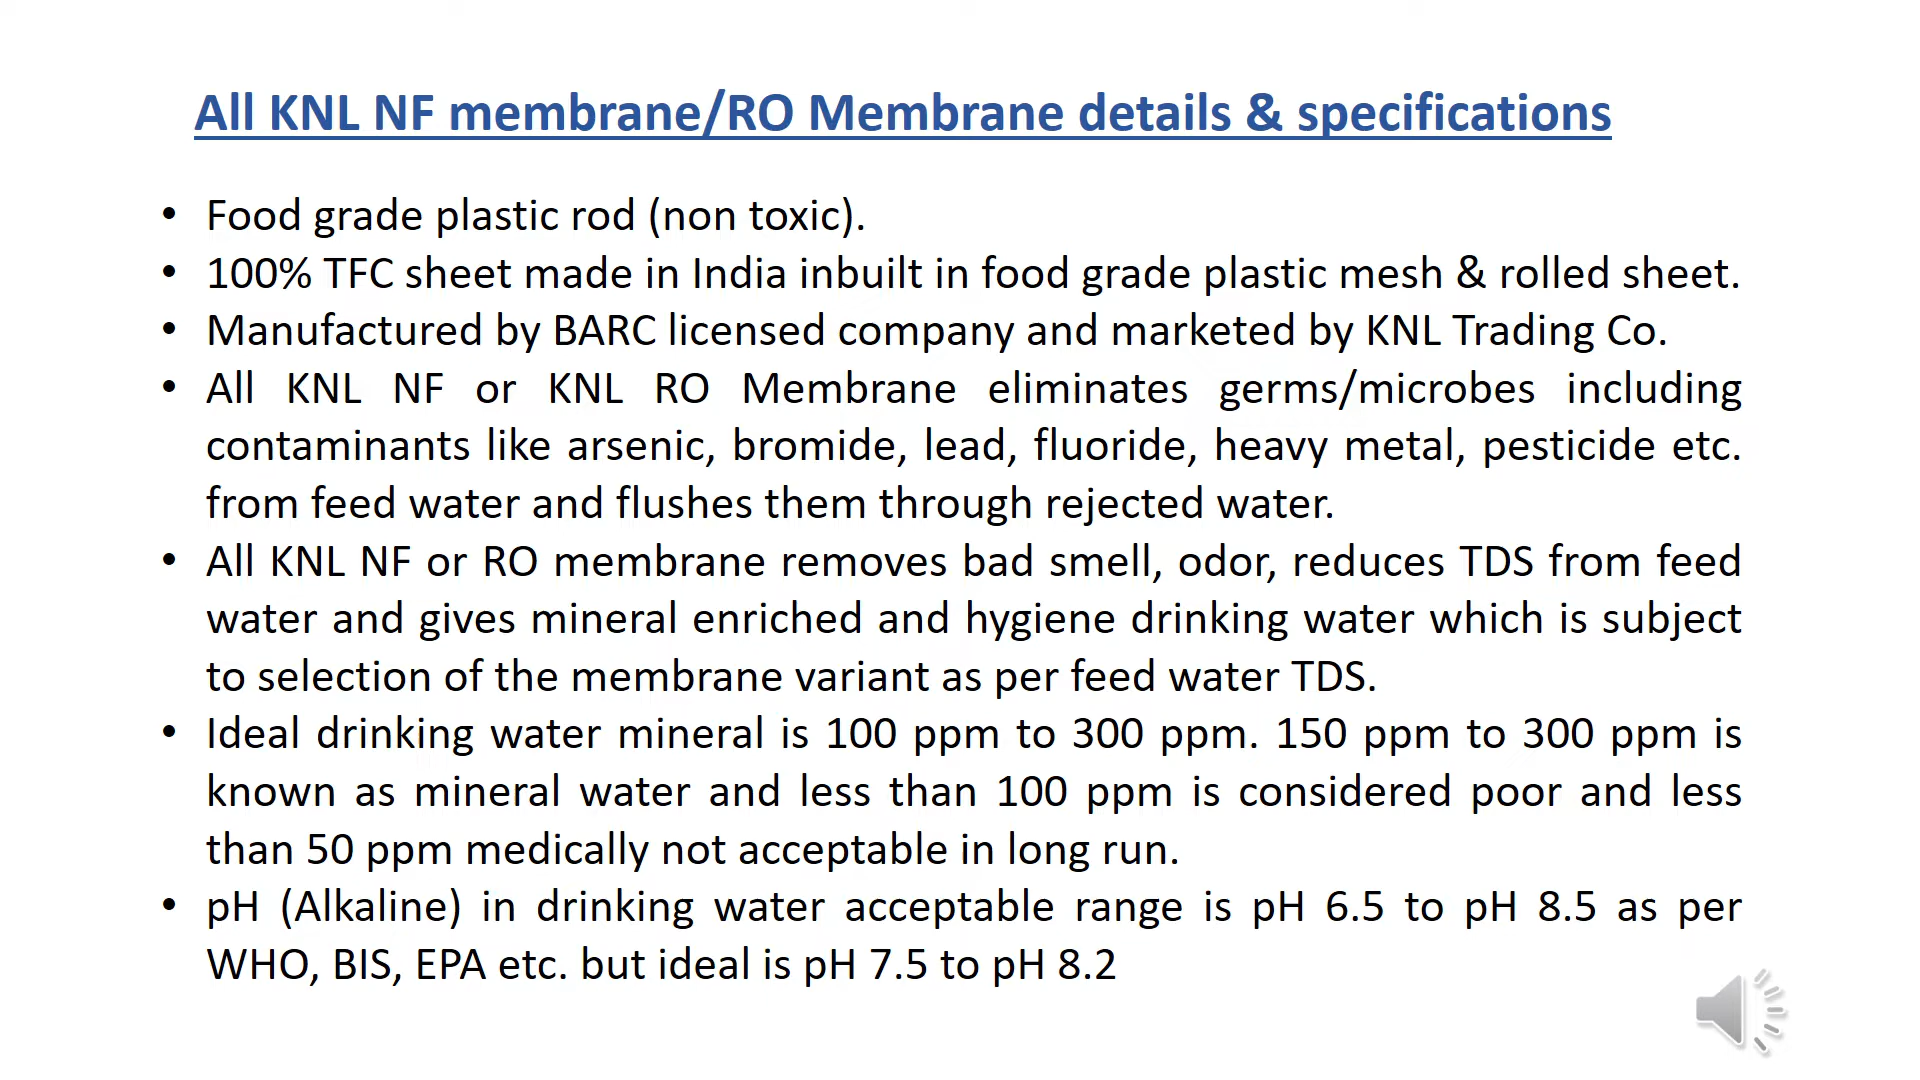 All KNL NF membrane/RO Membrane details & specifications
• Food grade plastic rod (non toxic).
• 100% TFC sheet made in India inbuilt in food grade plastic mesh & rolled sheet.
• Manufactured by BARC licensed company and marketed by KNL Trading Co.
• All KNL NF or KNL RO Membrane eliminates germs/microbes including
contaminants like arsenic, bromide, lead, fluoride, heavy metal, pesticide etc.
from feed water and flushes them through rejected water.
• All KNL NF or RO membrane removes bad smell, odor, reduces TDS from feed
water and gives mineral enriched and hygiene drinking water which is subject
to selection of the membrane variant as per feed water TDS.
• Ideal drinking water mineral is 100 ppm to 300 ppm. 150 ppm to 300 ppm is
known as mineral water and less than 100 ppm is considered poor and less
than 50 ppm medically not acceptable in long run.
• pH (Alkaline) in drinking water acceptable range is pH 6.5 to pH 8.5 as per
WHO, BIS, EPA etc. but ideal is pH 7.5 to pH 8.2